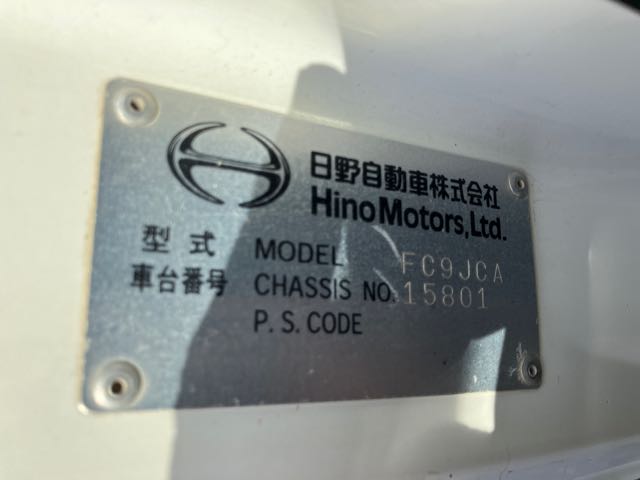 日野自動車株式会社
Hino Motors, Ltd.
型式 MODEL FC9JCA
車台番号 CHASSIS NO. 15801
P. S. CODE